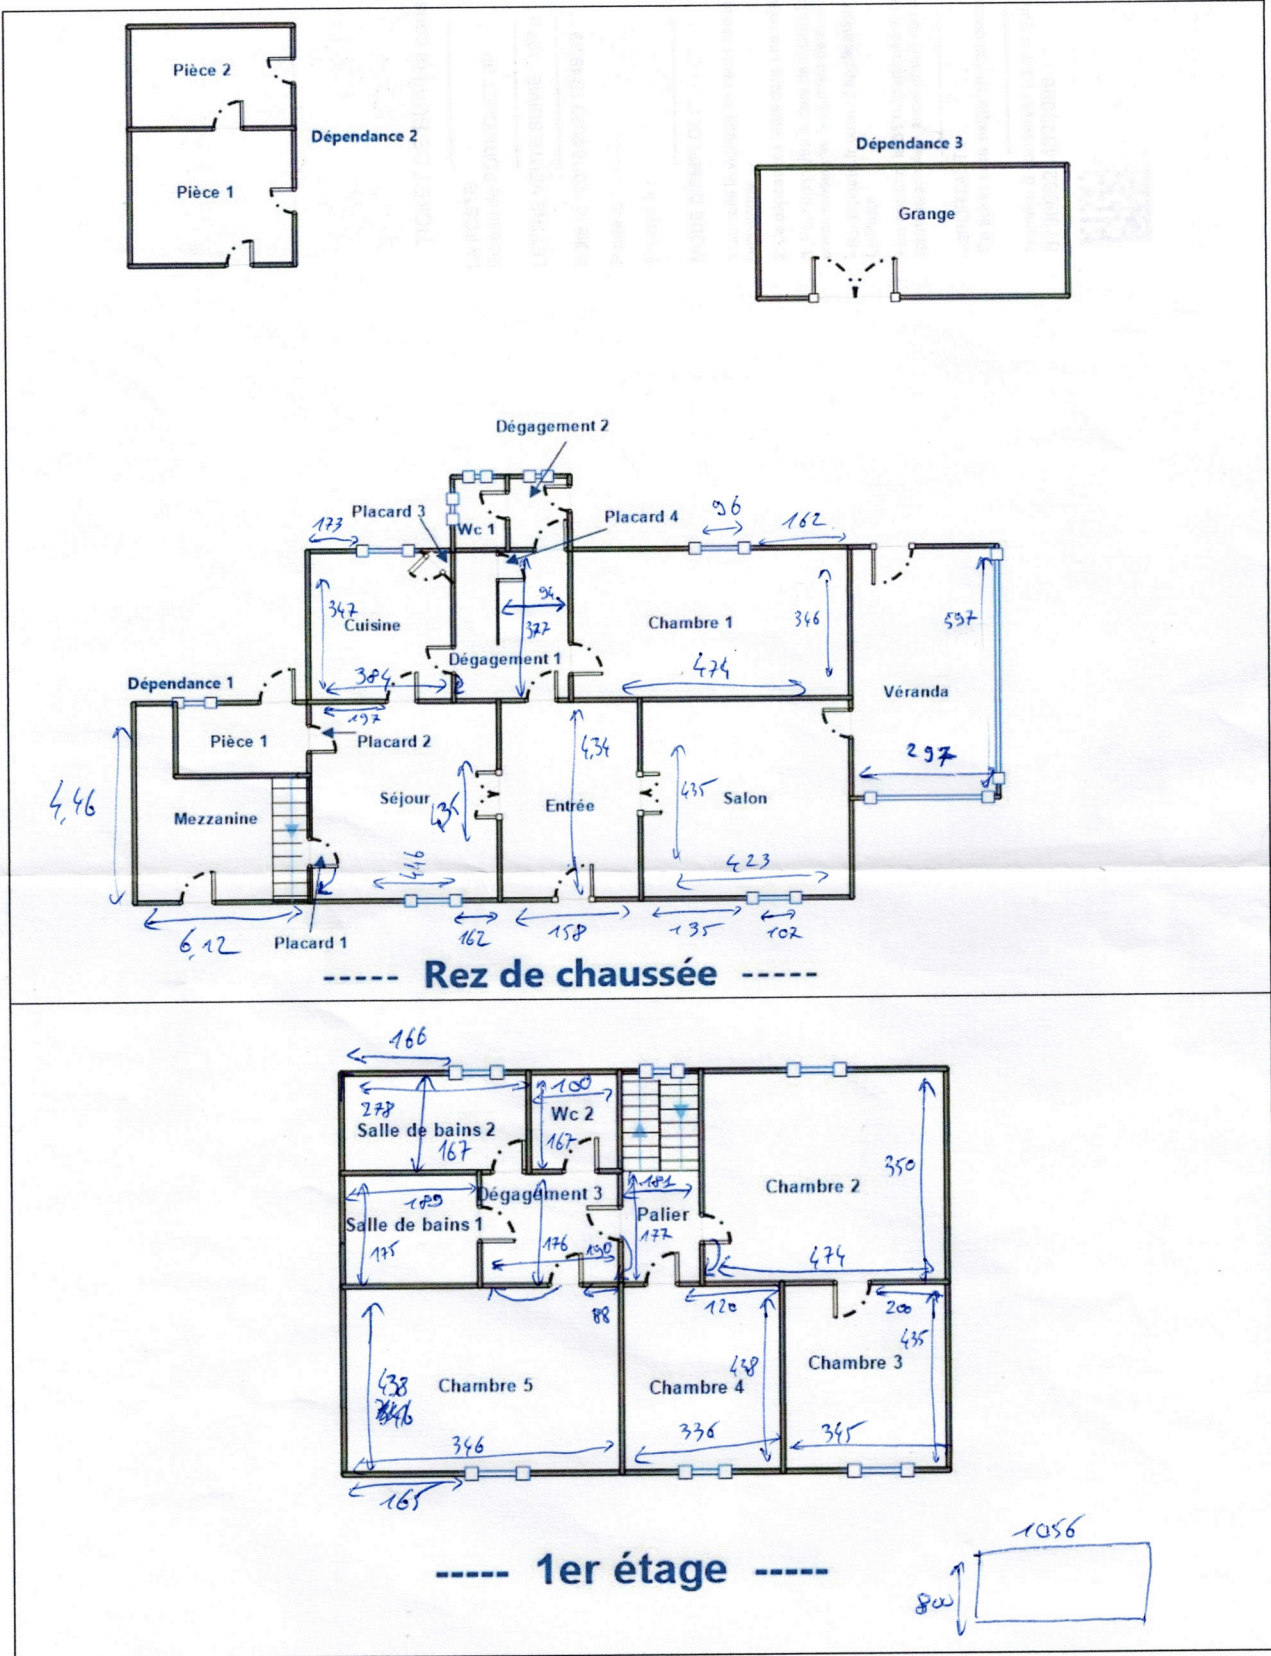 Pièce 2
Dépendance 2
Pièce 1
Dépendance 3
Grange
Dégagement 2
Placard 3
Wc 1
Placard 4
96
162
173
347
Cuisine
94
377
Chambre 1
346
597
Dégagement 1
384
474
Dépendance 1
Véranda
197
Pièce 1
Placard 2
4,34
297
4,46
Mezzanine
Séjour
435
Entrée
435
Salon
446
423
6,12
Placard 1
162
158
135
102
----- Rez de chaussée -----
166
278
100
Wc 2
Salle de bains 2
167
167
350
189
Dégagement 3
181
Chambre 2
Salle de bains 1
Palier
175
176
190
177
474
88
120
200
435
438
Chambre 5
438
Chambre 4
Chambre 3
346
336
345
165
----- 1er étage -----
1056
800